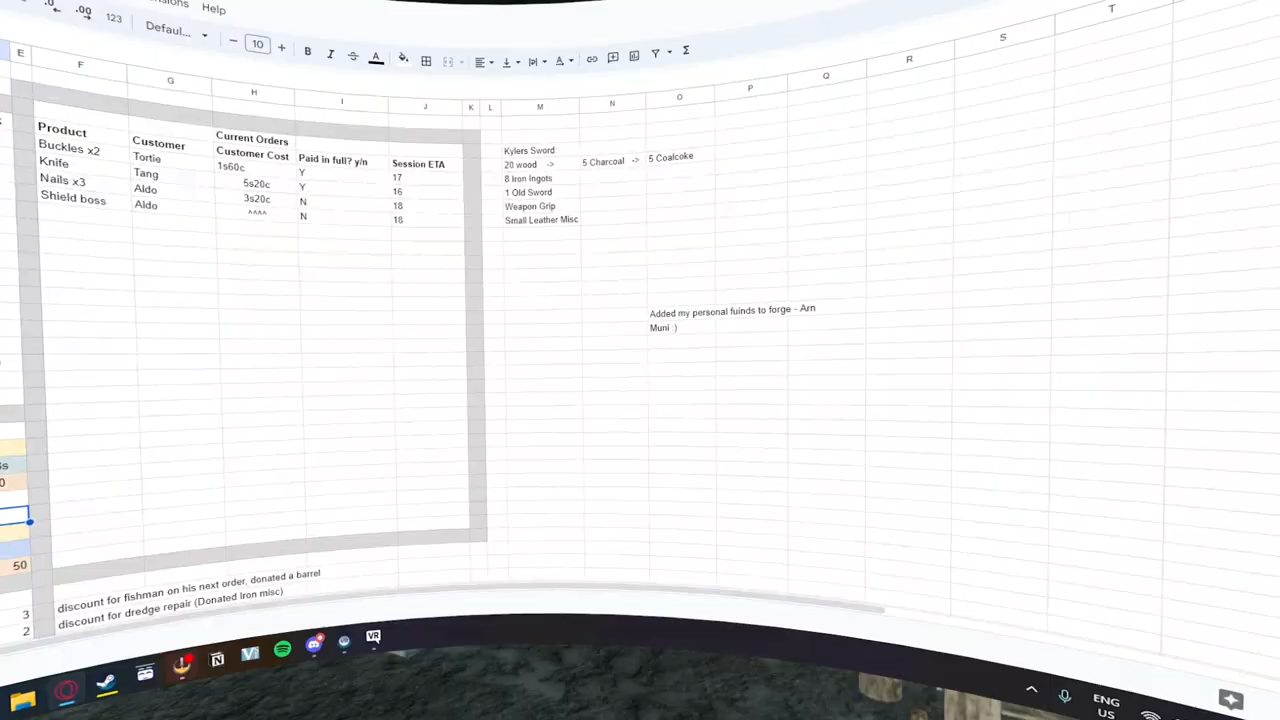 Help
.0 .00 123 Defaul... − 10 + B I A Σ
E F G H I J K L M N O P Q R S T
Current Orders
Product Customer Customer Cost Paid in full? y/n Session ETA
Buckles x2 Tortie 1s60c Y 17
Knife Tang 5s20c Y 16
Nails x3 Aldo 3s20c N 18
Shield boss Aldo ^^^^ N 18
Kylers Sword:
20 wood -> 5 Charcoal -> 5 Coalcoke
8 Iron Ingots
1 Old Sword
Weapon Grip
Small Leather Misc
Added my personal fuinds to forge - Arn
Muni :)
50
3 discount for fishman on his next order, donated a barrel
2 discount for dredge repair (Donated Iron misc)
VR
ENG
US